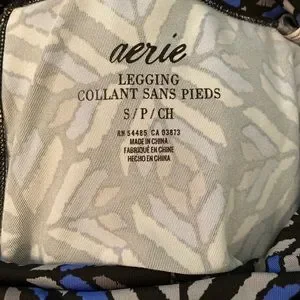 aerie
LEGGING
COLLANT SANS PIEDS
S / P / CH
RN 54485 CA 03873
MADE IN CHINA
FABRIQUÉ EN CHINE
HECHO EN CHINA